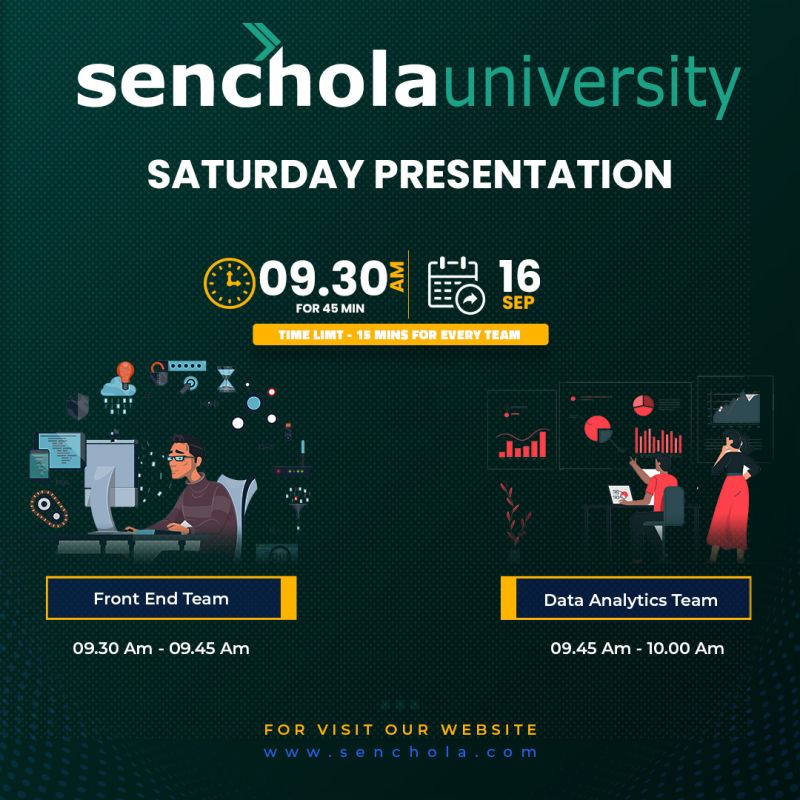 senchola university
SATURDAY PRESENTATION
09.30 AM
FOR 45 MIN
16
SEP
TIME LIMT - 15 MINS FOR EVERY TEAM
Front End Team
Data Analytics Team
09.30 Am - 09.45 Am
09.45 Am - 10.00 Am
FOR VISIT OUR WEBSITE
www.senchola.com